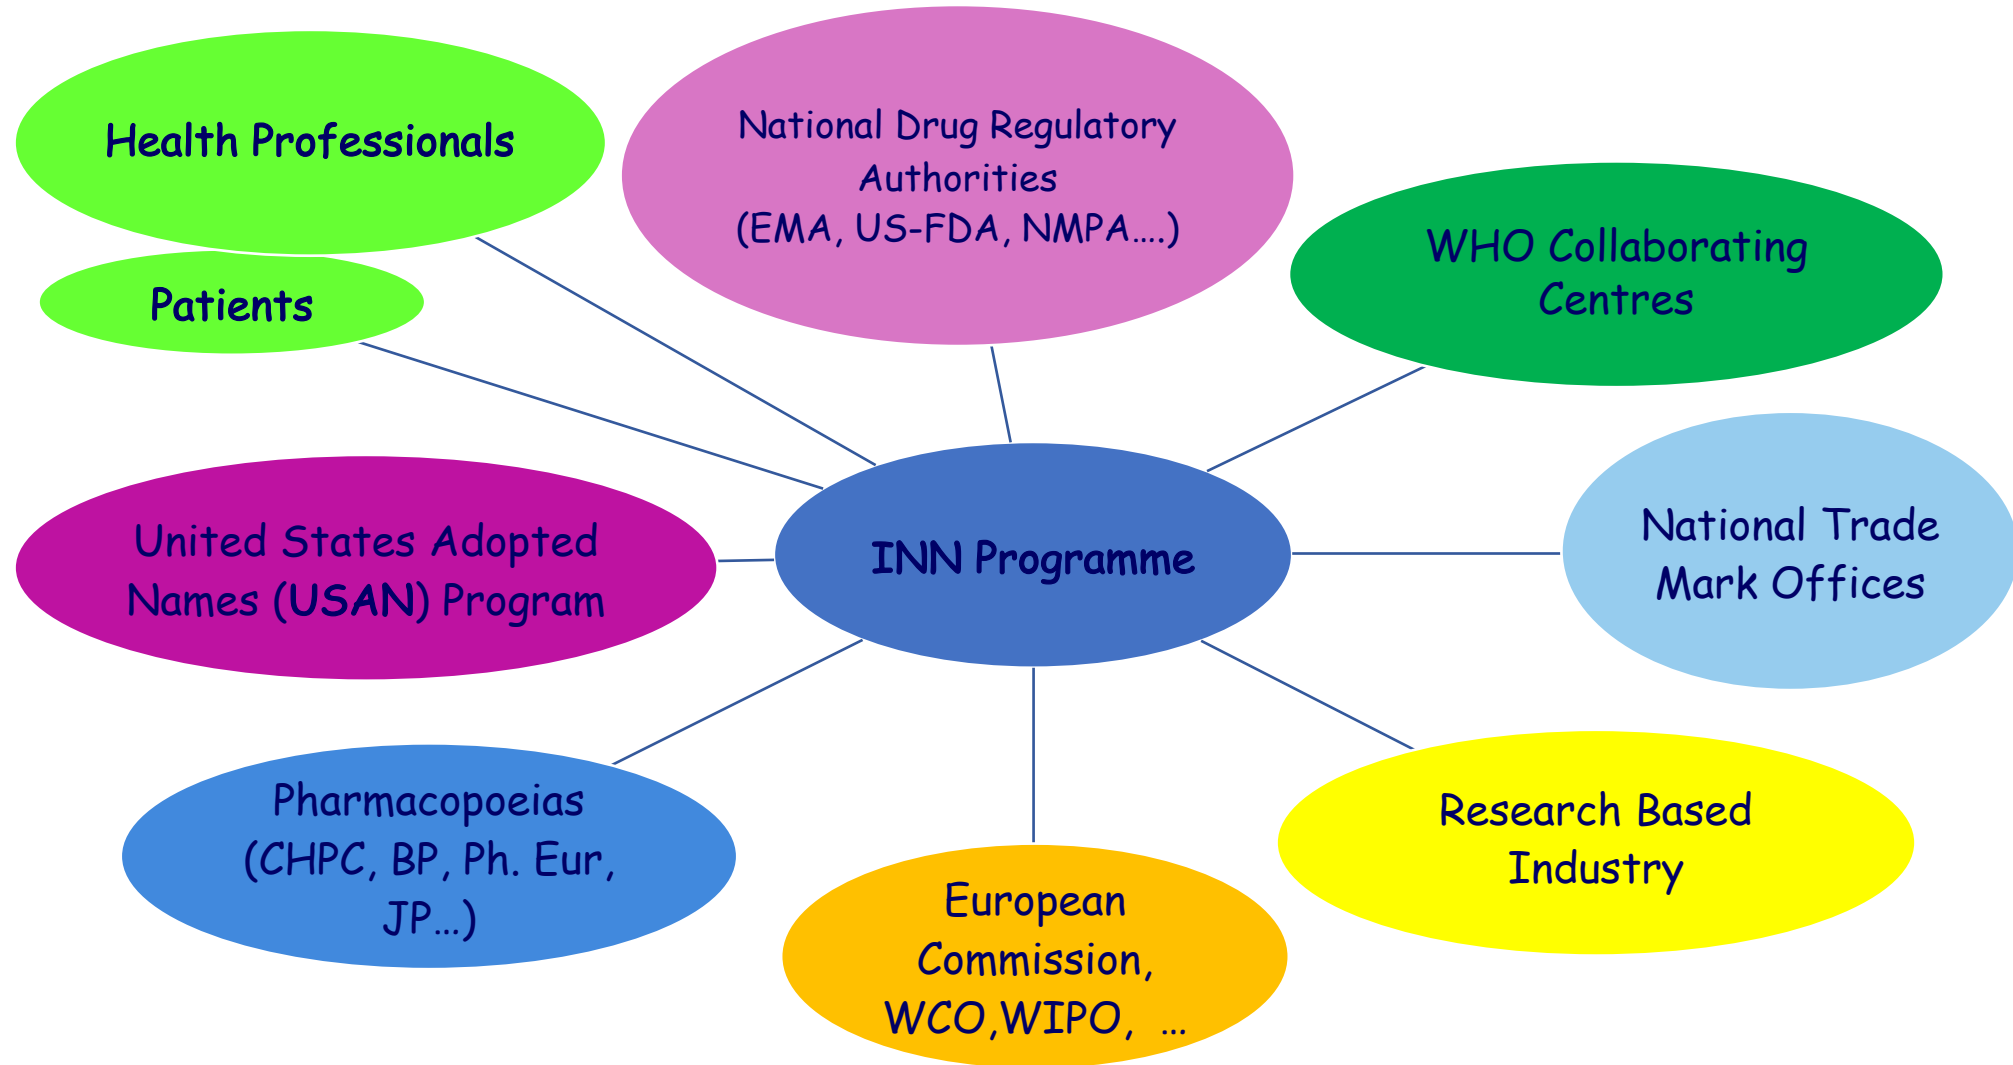 Health Professionals
Patients
National Drug Regulatory
Authorities
(EMA, US-FDA, NMPA....)
WHO Collaborating
Centres
United States Adopted
Names (USAN) Program
INN Programme
National Trade
Mark Offices
Pharmacopoeias
(CHPC, BP, Ph. Eur,
JP...)
European
Commission,
WCO,WIPO, ...
Research Based
Industry